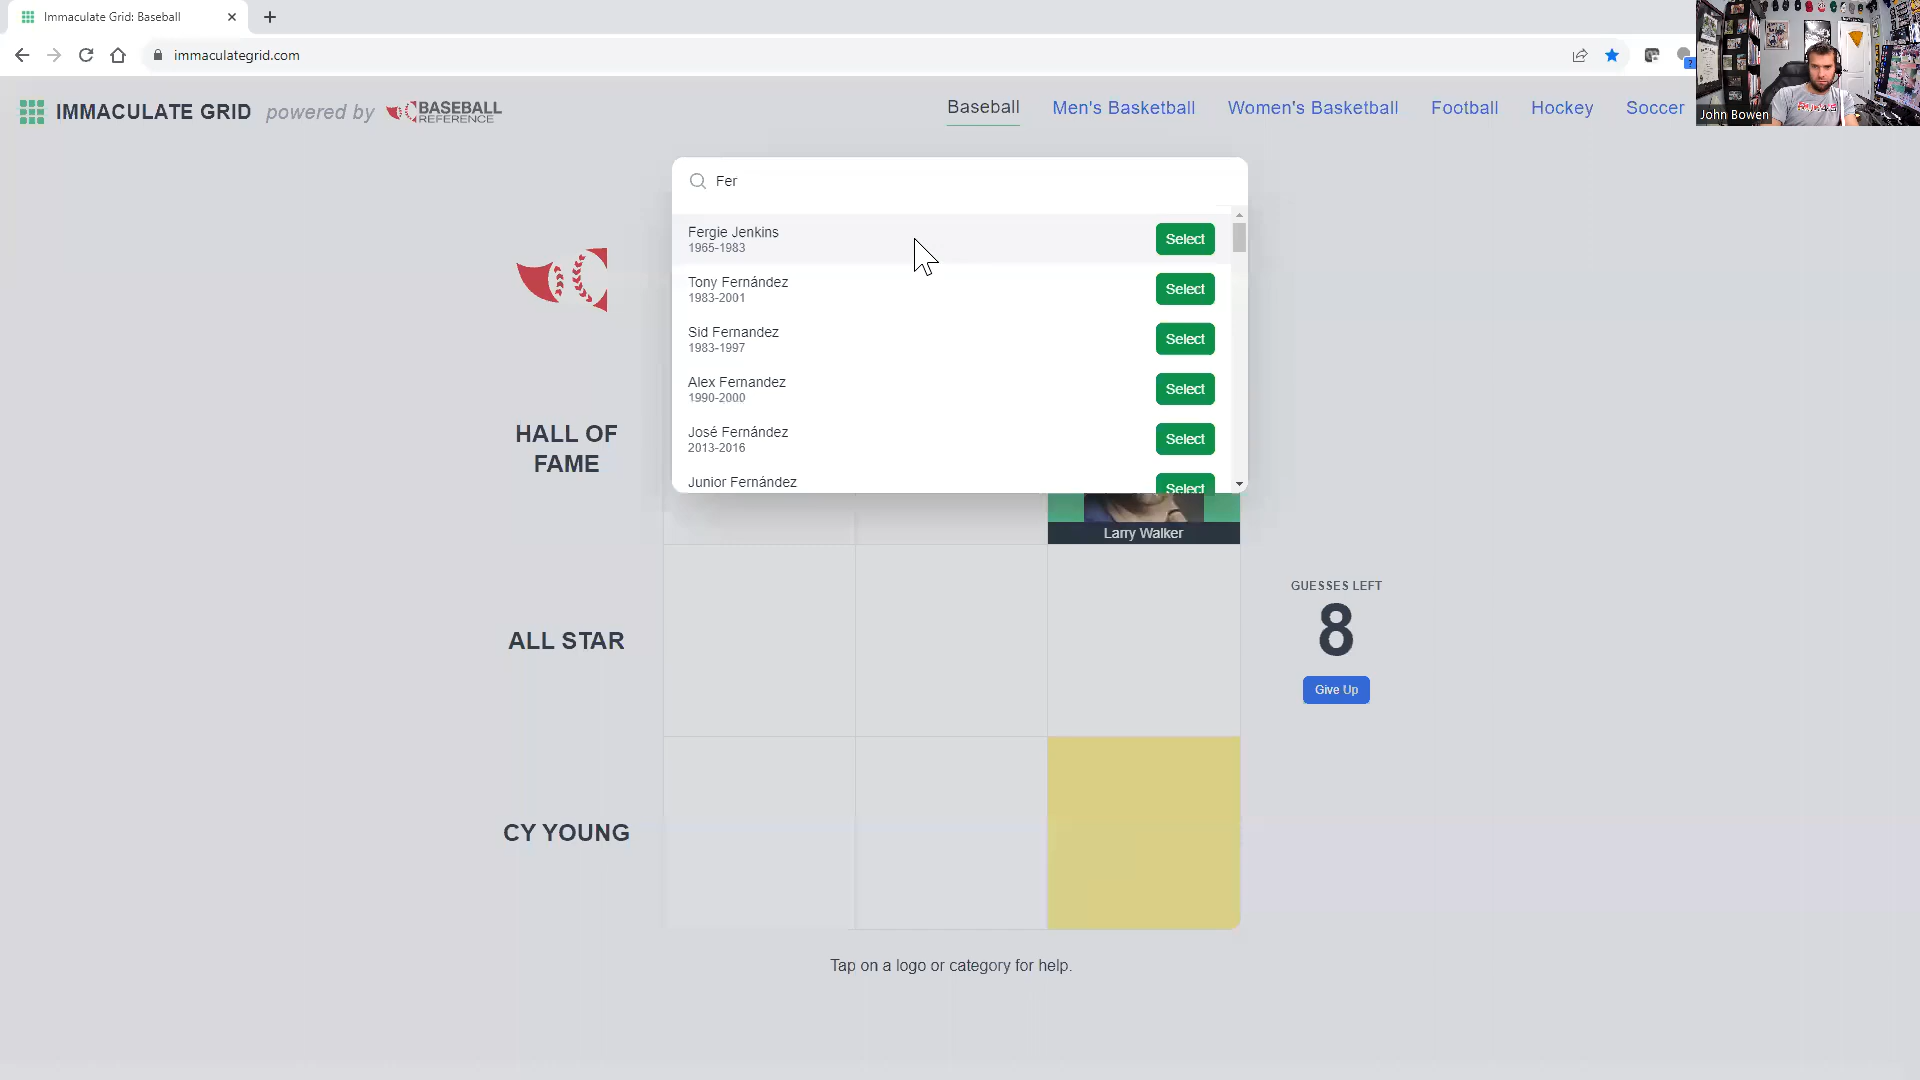 Immaculate Grid: Baseball
immaculategrid.com
IMMACULATE GRID powered by BASEBALL REFERENCE
Baseball Men's Basketball Women's Basketball Football Hockey Soccer
John Bowen
Fer
Fergie Jenkins
1965-1983
Select
Tony Fernández
1983-2001
Select
Sid Fernandez
1983-1997
Select
Alex Fernandez
1990-2000
Select
José Fernández
2013-2016
Select
Junior Fernández
Select
HALL OF
FAME
Larry Walker
ALL STAR
GUESSES LEFT
8
Give Up
CY YOUNG
Tap on a logo or category for help.